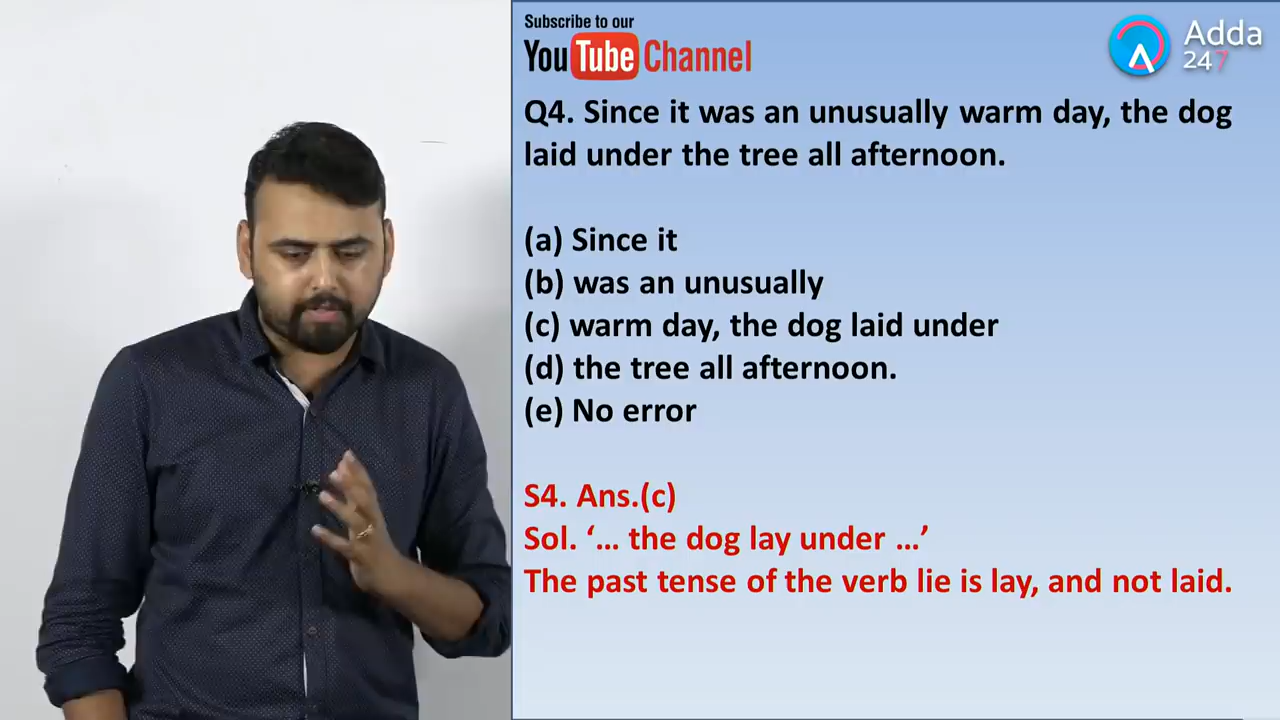 Subscribe to our
YouTube Channel
Adda
247
Q4. Since it was an unusually warm day, the dog
laid under the tree all afternoon.
(a) Since it
(b) was an unusually
(c) warm day, the dog laid under
(d) the tree all afternoon.
(e) No error
S4. Ans.(c)
Sol. ‘… the dog lay under …’
The past tense of the verb lie is lay, and not laid.